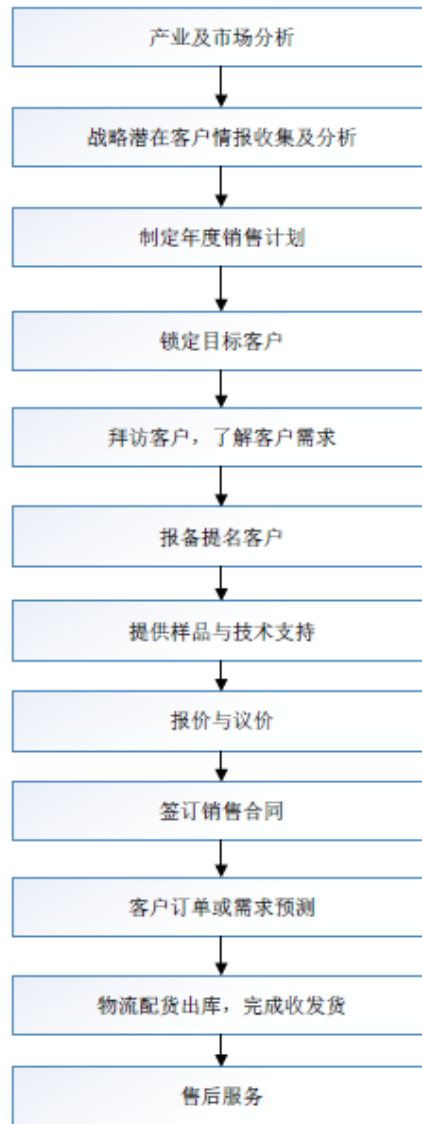 产业及市场分析
战略潜在客户情报收集及分析
制定年度销售计划
锁定目标客户
拜访客户，了解客户需求
报备提名客户
提供样品与技术支持
报价与议价
签订销售合同
客户订单或需求预测
物流配货出库，完成收发货
售后服务